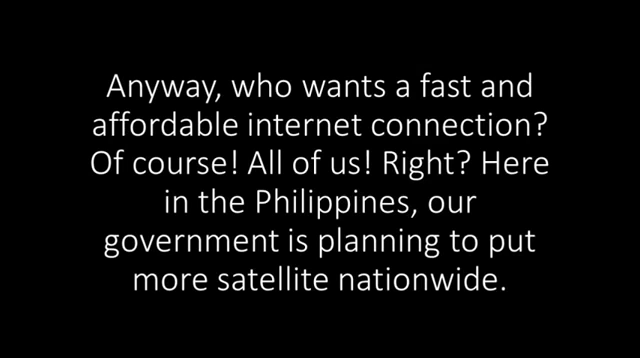 Anyway, who wants a fast and
affordable internet connection?
Of course! All of us! Right? Here
in the Philippines, our
government is planning to put
more satellite nationwide.